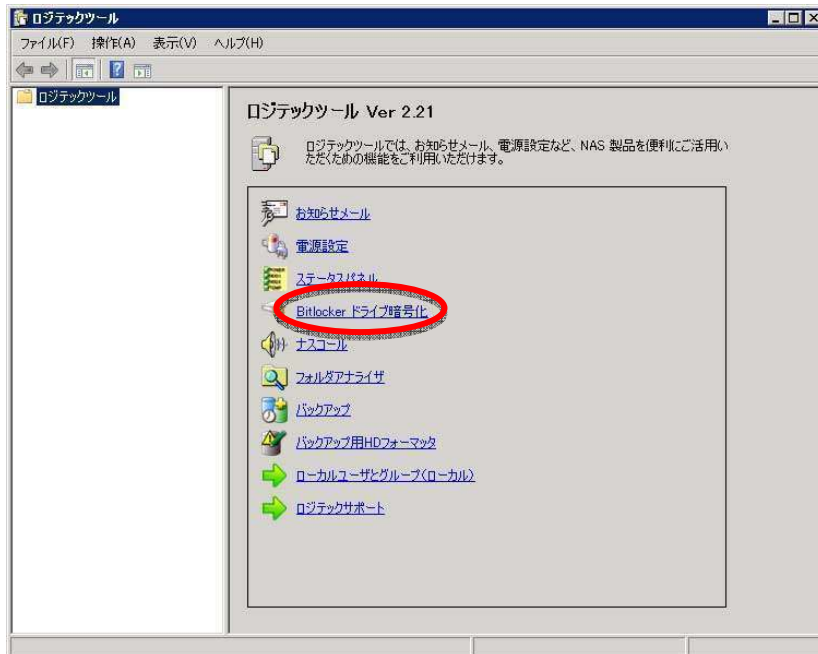 ロジテックツール
ファイル(F) 操作(A) 表示(V) ヘルプ(H)
ロジテックツール
ロジテックツール Ver 2.21
ロジテックツールでは、お知らせメール、電源設定など、NAS 製品を便利にご活用い
ただくための機能をご利用いただけます。
お知らせメール
電源設定
ステータスパネル
Bitlocker ドライブ暗号化
ナスコール
フォルダアナライザ
バックアップ
バックアップ用HDフォーマッタ
ローカルユーザとグループ(ローカル)
ロジテックサポート